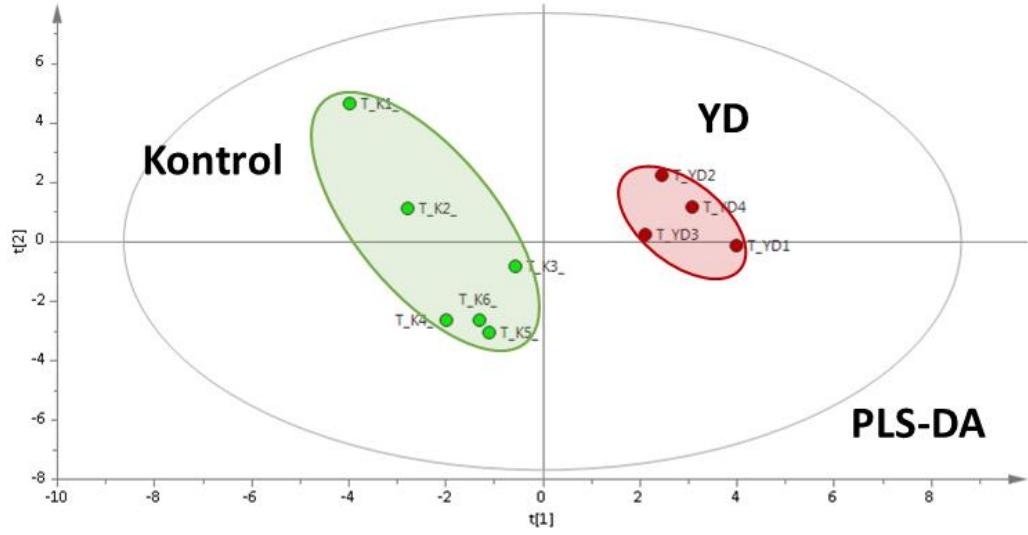 6
T_K1_
4
YD
Kontrol
2
T_YD2
T_K2_
T_YD4
t[2]
0
T_YD3
T_YD1
T_K3_
-2
T_K6_
T_K4_
T_K5_
-4
-6
PLS-DA
-8
-10
-8
-6
-4
-2
0
2
4
6
8
t[1]